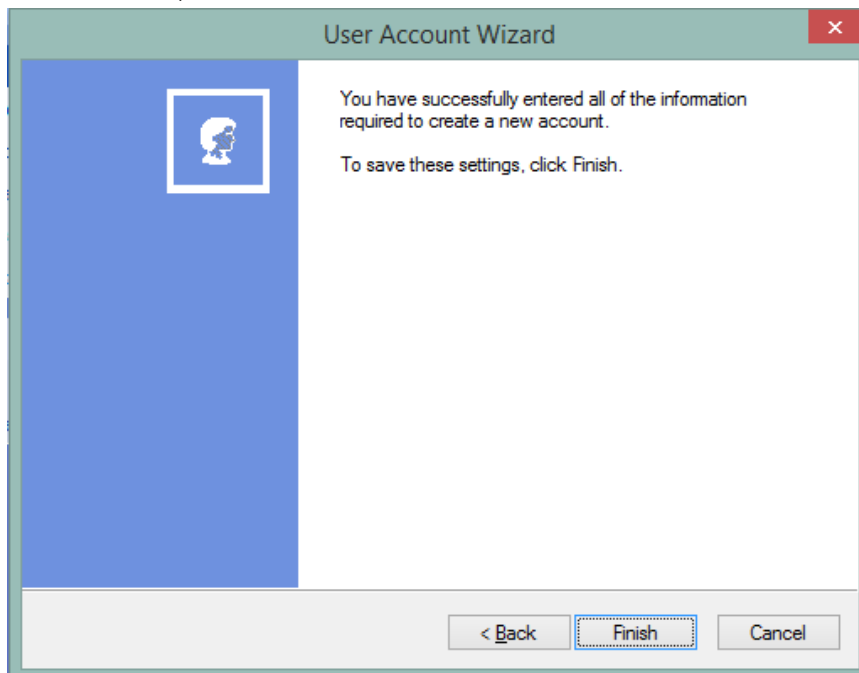 User Account Wizard
You have successfully entered all of the information
required to create a new account.
To save these settings, click Finish.
< Back
Finish
Cancel